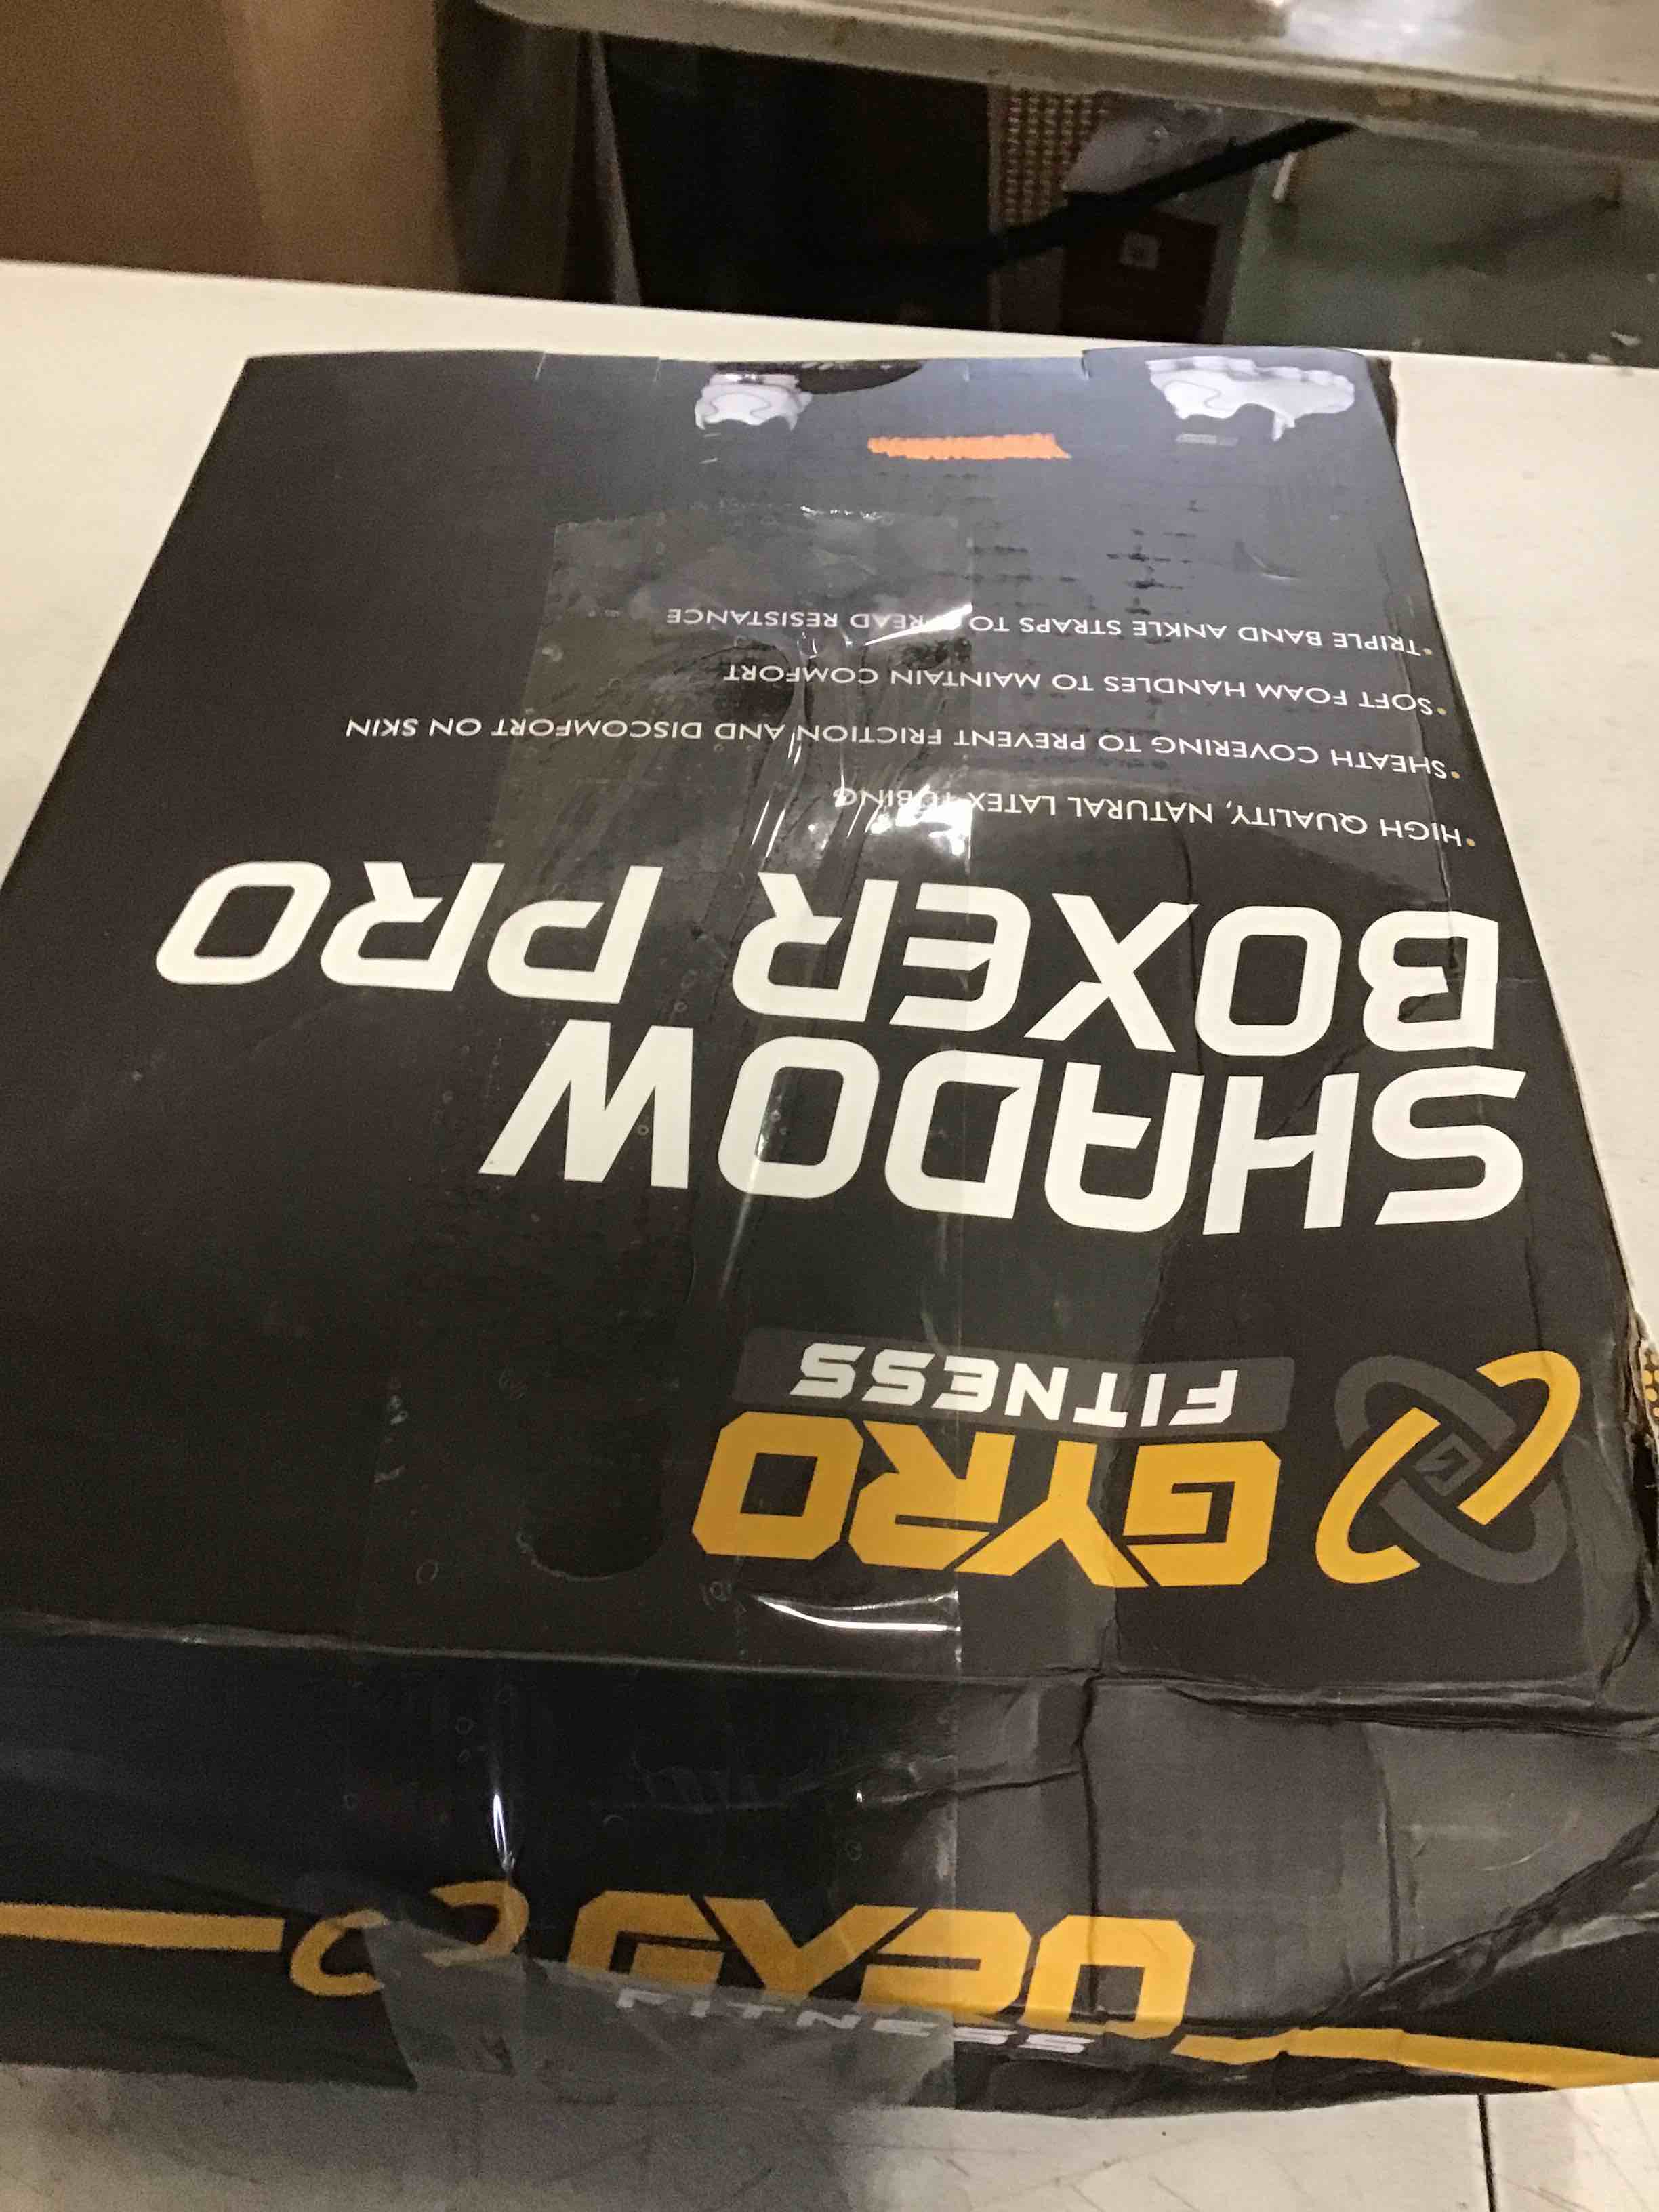 GYRO
FITNESS
SHADOW
BOXER PRO
•HIGH QUALITY, NATURAL LATEX TUBING
•SHEATH COVERING TO PREVENT FRICTION AND DISCOMFORT ON SKIN
•SOFT FOAM HANDLES TO MAINTAIN COMFORT
•TRIPLE BAND ANKLE STRAPS TO SPREAD RESISTANCE
GYRO
FITNESS